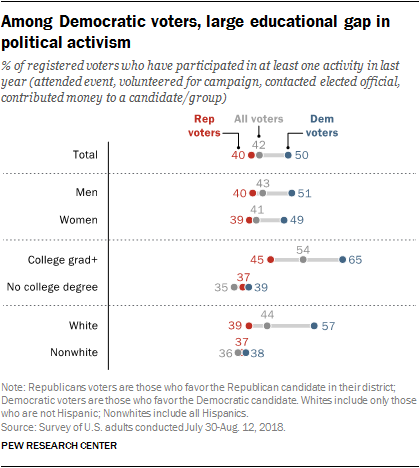 Among Democratic voters, large educational gap in
political activism
% of registered voters who have participated in at least one activity in last
year (attended event, volunteered for campaign, contacted elected official,
contributed money to a candidate/group)
Rep voters All voters Dem voters
Total 40 42 50
Men 40 43 51
Women 39 41 49
College grad+ 45 54 65
No college degree 35 37 39
White 39 44 57
Nonwhite 36 37 38
Note: Republicans voters are those who favor the Republican candidate in their district;
Democratic voters are those who favor the Democratic candidate. Whites include only those
who are not Hispanic; Nonwhites include all Hispanics.
Source: Survey of U.S. adults conducted July 30-Aug. 12, 2018.
PEW RESEARCH CENTER